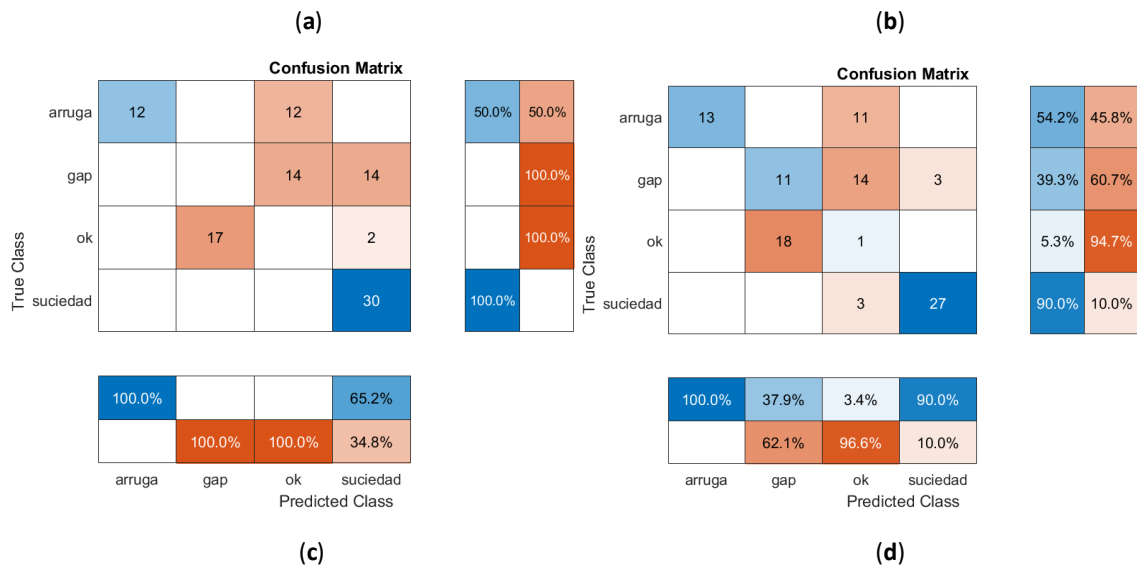 (a)
(b)
Confusion Matrix
arruga
12
12
50.0%
50.0%
gap
14
14
100.0%
ok
17
2
100.0%
suciedad
30
100.0%
True Class
100.0%
65.2%
100.0%
100.0%
34.8%
arruga
gap
ok
suciedad
Predicted Class
(c)
Confusion Matrix
arruga
13
11
54.2%
45.8%
gap
11
14
3
39.3%
60.7%
ok
18
1
5.3%
94.7%
suciedad
3
27
90.0%
10.0%
True Class
100.0%
37.9%
3.4%
90.0%
62.1%
96.6%
10.0%
arruga
gap
ok
suciedad
Predicted Class
(d)